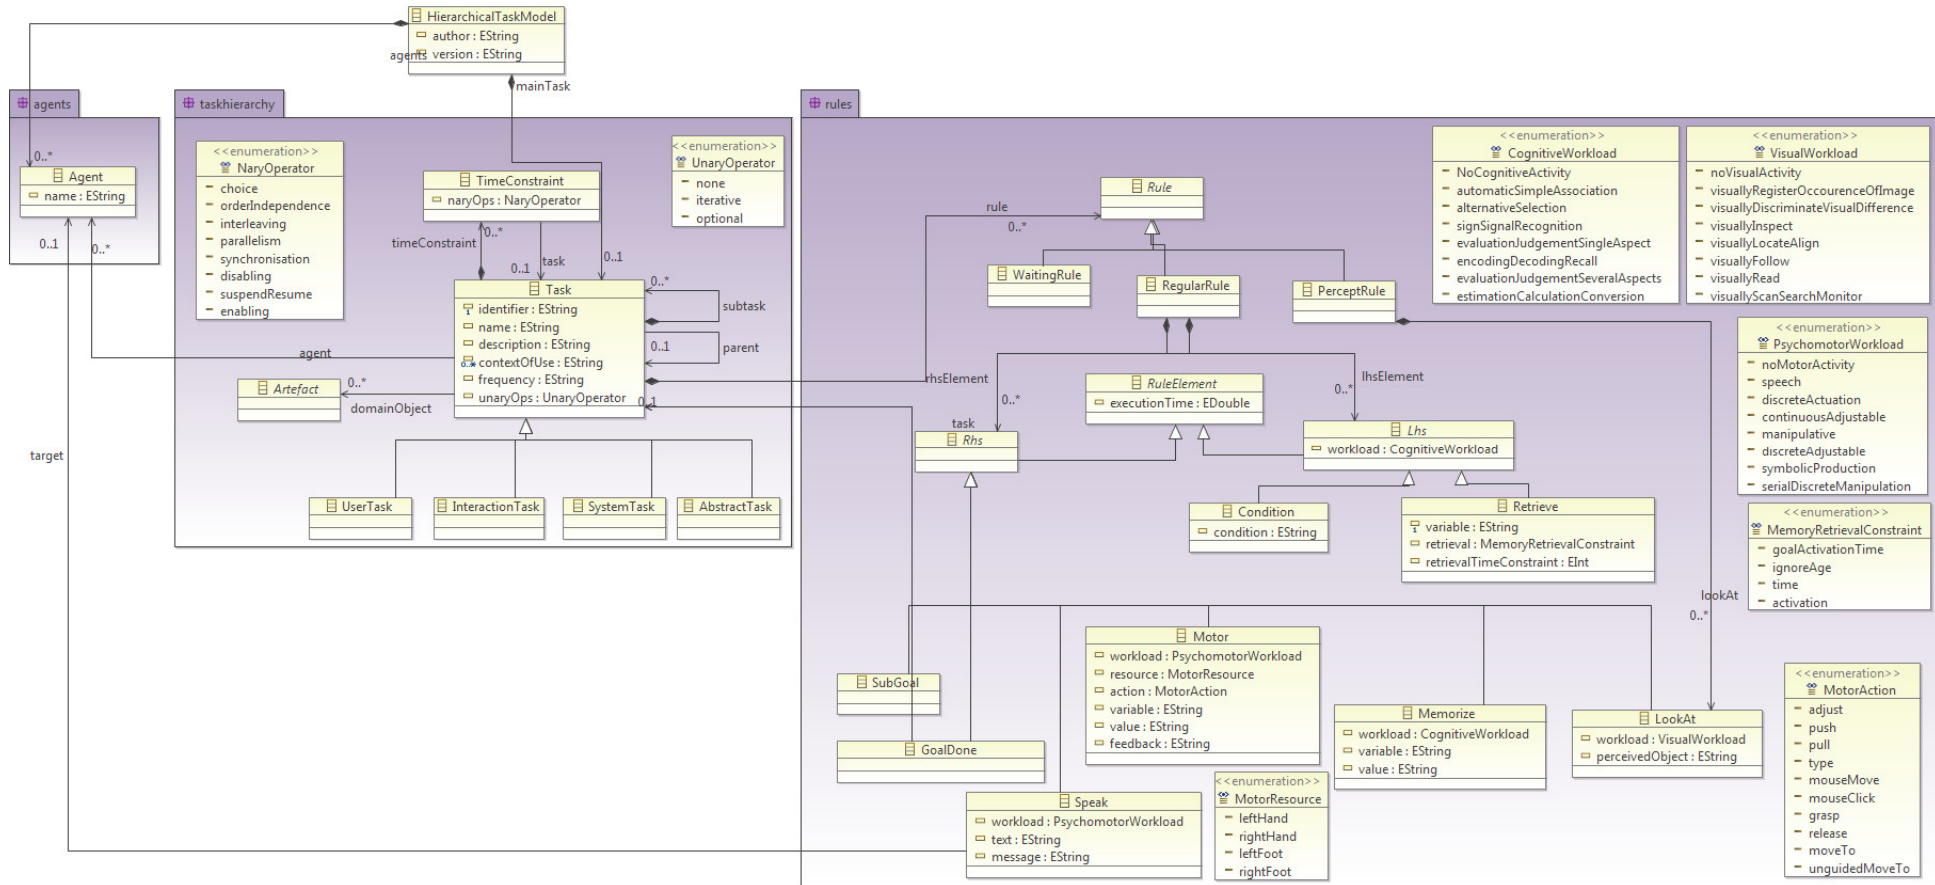 HierarchicalTaskModel
author : EString
version : EString
agents
mainTask
agents
0..*
Agent
name : EString
0..1
0..*
target
taskhierarchy
<<enumeration>>
NaryOperator
choice
orderIndependence
interleaving
parallelism
synchronisation
disabling
suspendResume
enabling
TimeConstraint
naryOps : NaryOperator
<<enumeration>>
UnaryOperator
none
iterative
optional
timeConstraint
0..*
0..1
task
0..1
Task
identifier : EString
name : EString
description : EString
0..* contextOfUse : EString
frequency : EString
unaryOps : UnaryOperator
0..*
subtask
0..1
parent
agent
0..1
Artefact
0..*
domainObject
UserTask
InteractionTask
SystemTask
AbstractTask
rules
rule
0..*
Rule
WaitingRule
RegularRule
PerceptRule
rhsElement
0..*
lhsElement
0..*
RuleElement
executionTime : EDouble
task
Rhs
Lhs
workload : CognitiveWorkload
Condition
condition : EString
Retrieve
variable : EString
retrieval : MemoryRetrievalConstraint
retrievalTimeConstraint : EInt
lookAt
0..*
SubGoal
GoalDone
Motor
workload : PsychomotorWorkload
resource : MotorResource
action : MotorAction
variable : EString
value : EString
feedback : EString
Speak
workload : PsychomotorWorkload
text : EString
message : EString
<<enumeration>>
MotorResource
leftHand
rightHand
leftFoot
rightFoot
Memorize
workload : CognitiveWorkload
variable : EString
value : EString
LookAt
workload : VisualWorkload
perceivedObject : EString
<<enumeration>>
CognitiveWorkload
NoCognitiveActivity
automaticSimpleAssociation
alternativeSelection
signSignalRecognition
evaluationJudgementSingleAspect
encodingDecodingRecall
evaluationJudgementSeveralAspects
estimationCalculationConversion
<<enumeration>>
VisualWorkload
noVisualActivity
visuallyRegisterOccourenceOfImage
visuallyDiscriminateVisualDifference
visuallyInspect
visuallyLocateAlign
visuallyFollow
visuallyRead
visuallyScanSearchMonitor
<<enumeration>>
PsychomotorWorkload
noMotorActivity
speech
discreteActuation
continuousAdjustable
manipulative
discreteAdjustable
symbolicProduction
serialDiscreteManipulation
<<enumeration>>
MemoryRetrievalConstraint
goalActivationTime
ignoreAge
time
activation
<<enumeration>>
MotorAction
adjust
push
pull
type
mouseMove
mouseClick
grasp
release
moveTo
unguidedMoveTo